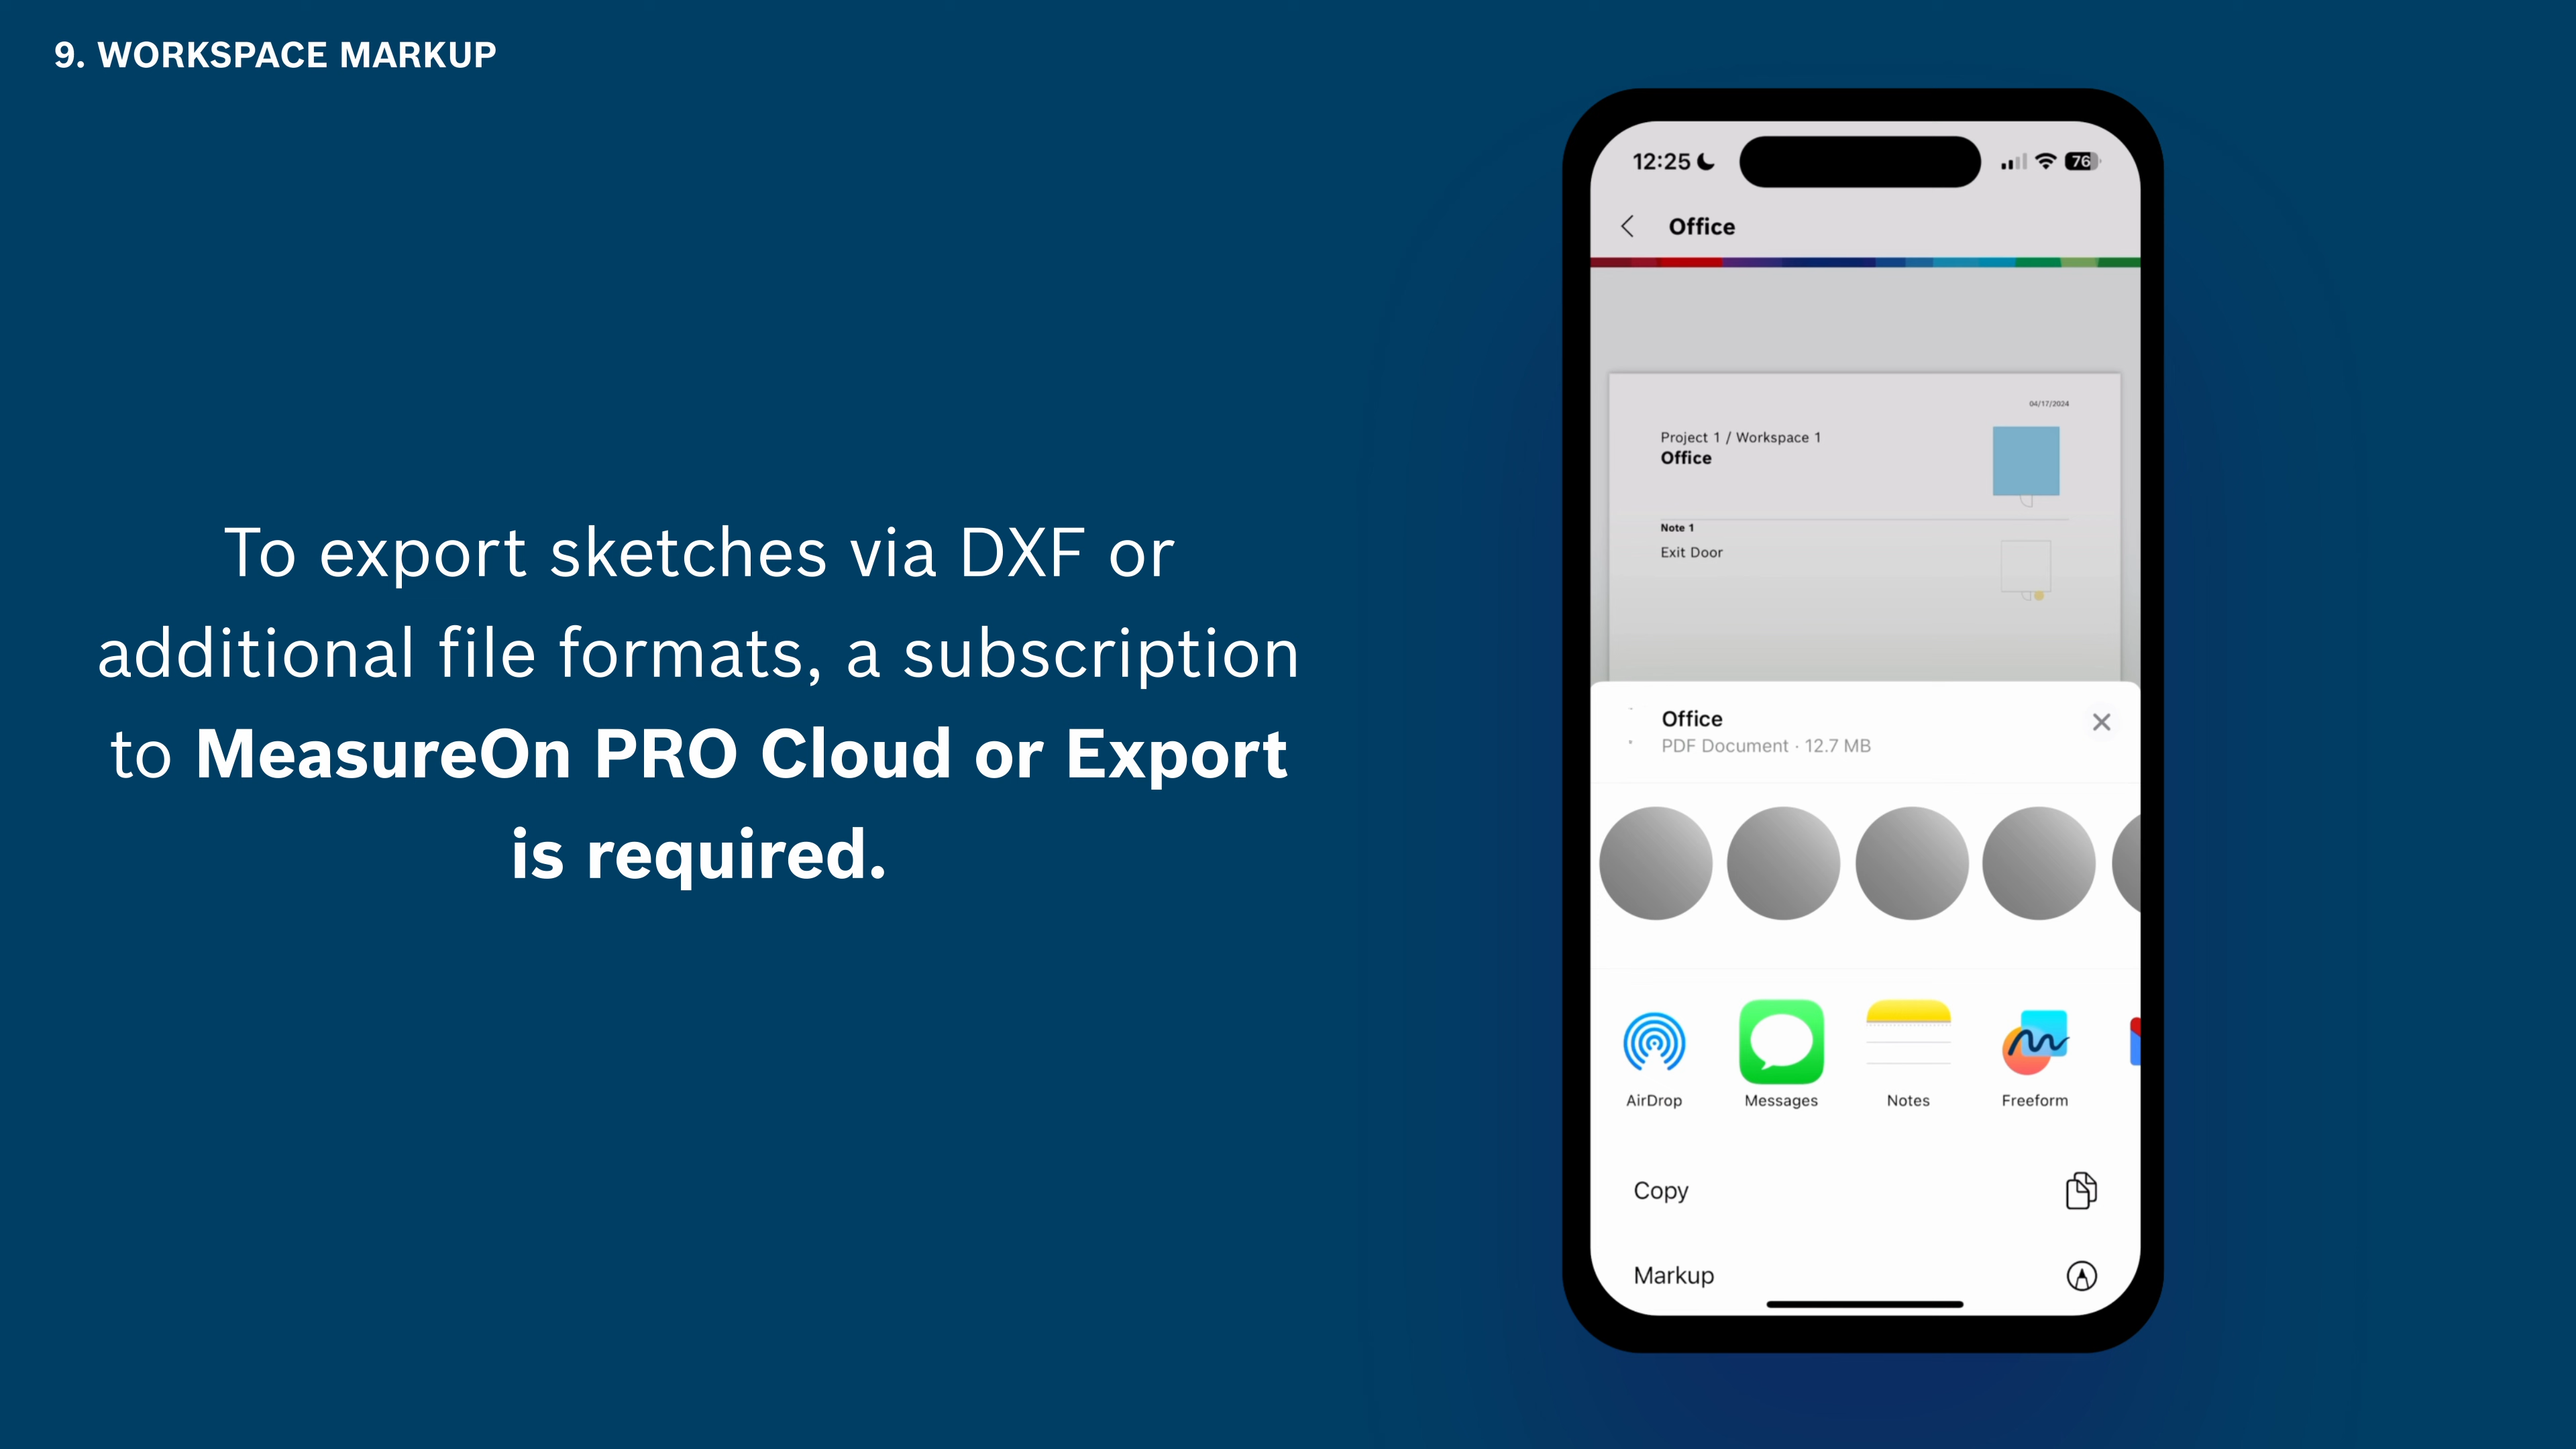 9. WORKSPACE MARKUP
To export sketches via DXF or
additional file formats, a subscription
to MeasureOn PRO Cloud or Export
is required.
12:25
76
Office
04/17/2024
Project 1 / Workspace 1
Office
Note 1
Exit Door
Office
PDF Document · 12.7 MB
AirDrop
Messages
Notes
Freeform
Copy
Markup